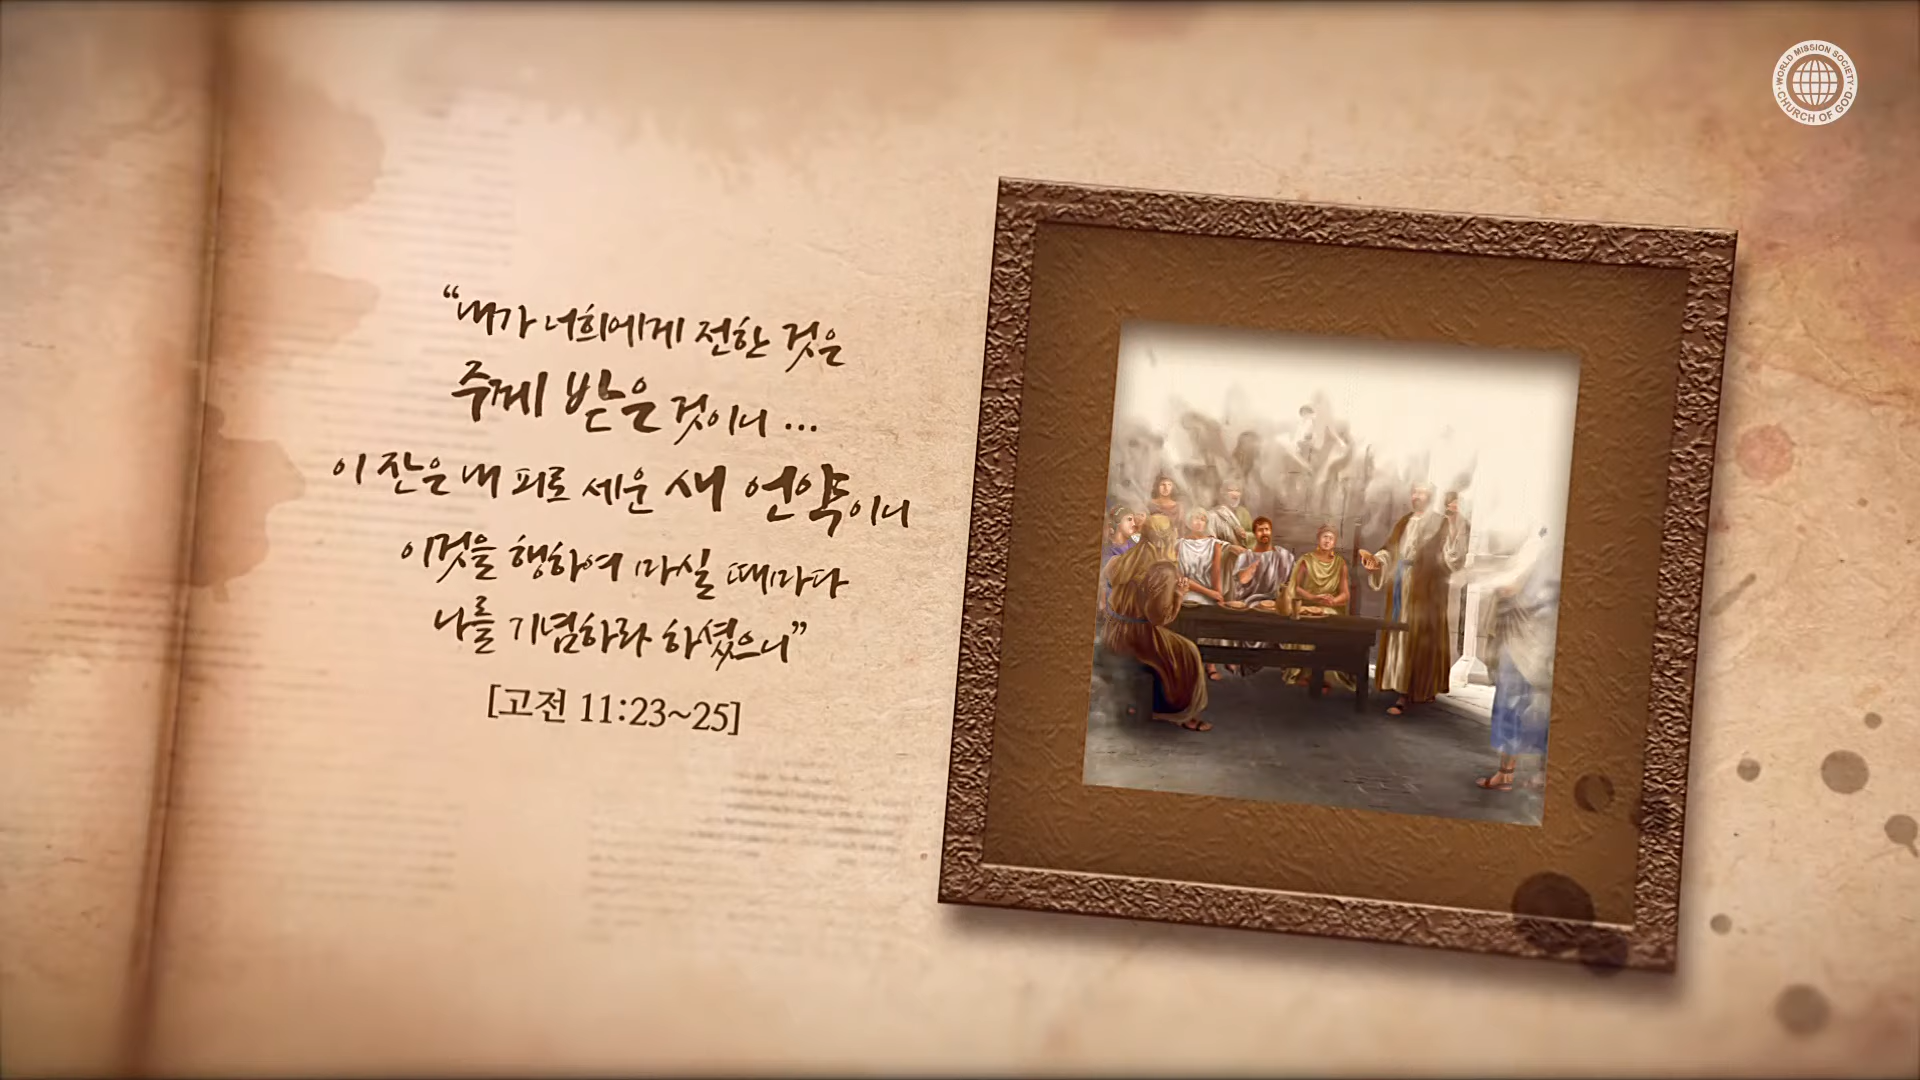 “내가 너희에게 전한 것은
주께 받은 것이니 ...
이 잔은 내 피로 세운 새 언약이니
이것을 행하여 마실 때마다
나를 기념하라 하셨으니”
[고전 11:23~25]
WORLD MISSION SOCIETY
CHURCH OF GOD